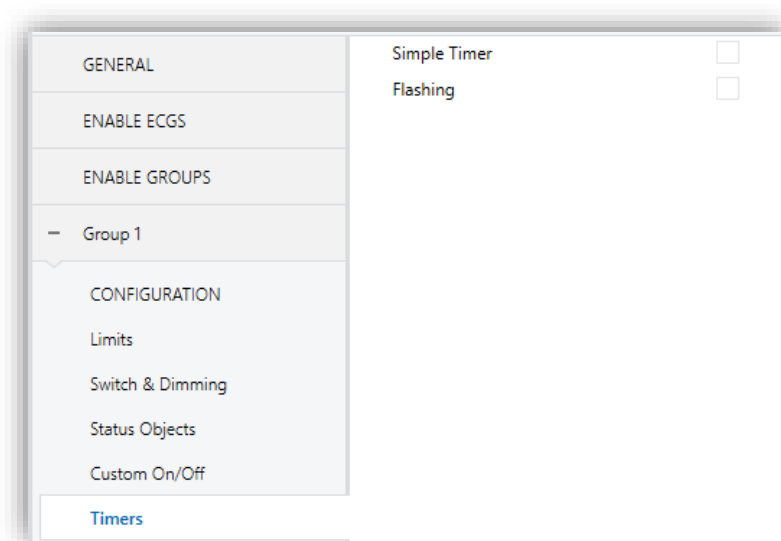 GENERAL
ENABLE ECGS
ENABLE GROUPS
Group 1
CONFIGURATION
Limits
Switch & Dimming
Status Objects
Custom On/Off
Timers
Simple Timer
Flashing